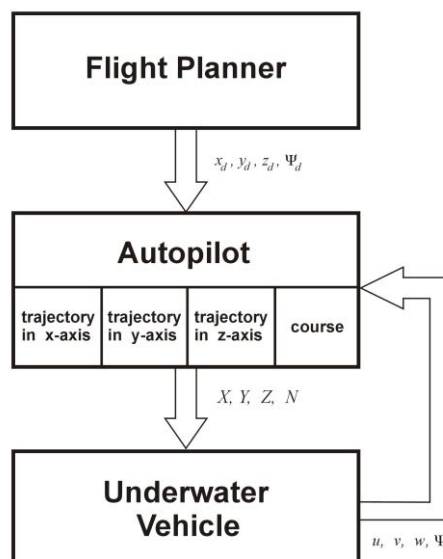 Flight Planner
x_d, y_d, z_d, Ψ_d
Autopilot
trajectory in x-axis
trajectory in y-axis
trajectory in z-axis
course
X, Y, Z, N
Underwater
Vehicle
u, v, w, Ψ